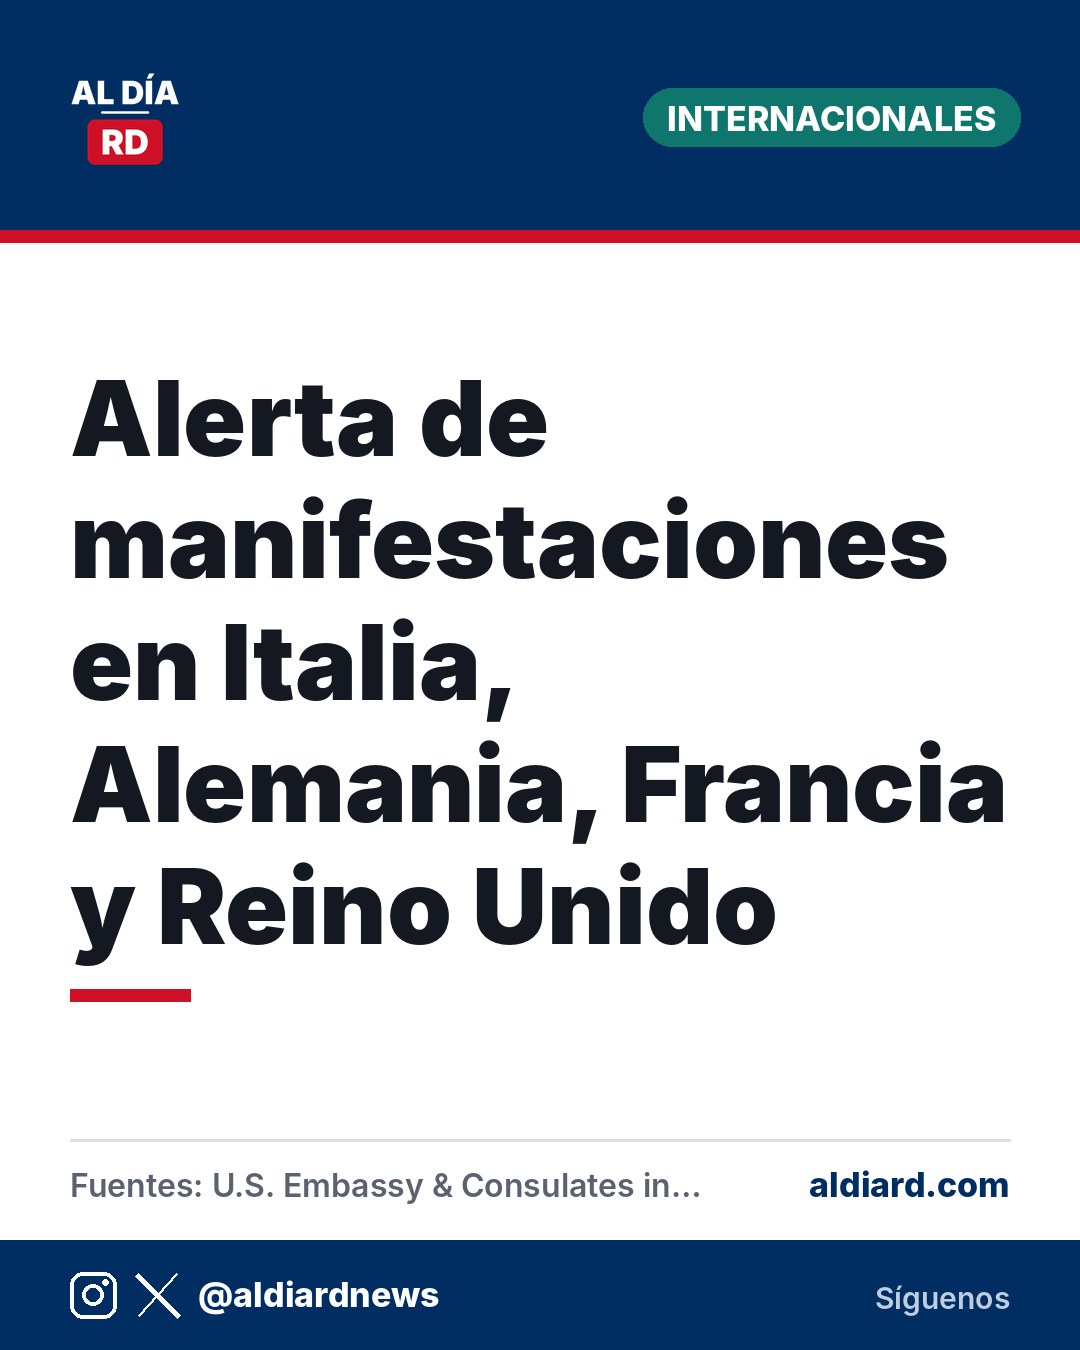 AL DÍA
RD
INTERNACIONALES
Alerta de
manifestaciones
en Italia,
Alemania, Francia
y Reino Unido
Fuentes: U.S. Embassy & Consulates in...
aldiard.com
@aldiardnews
Síguenos